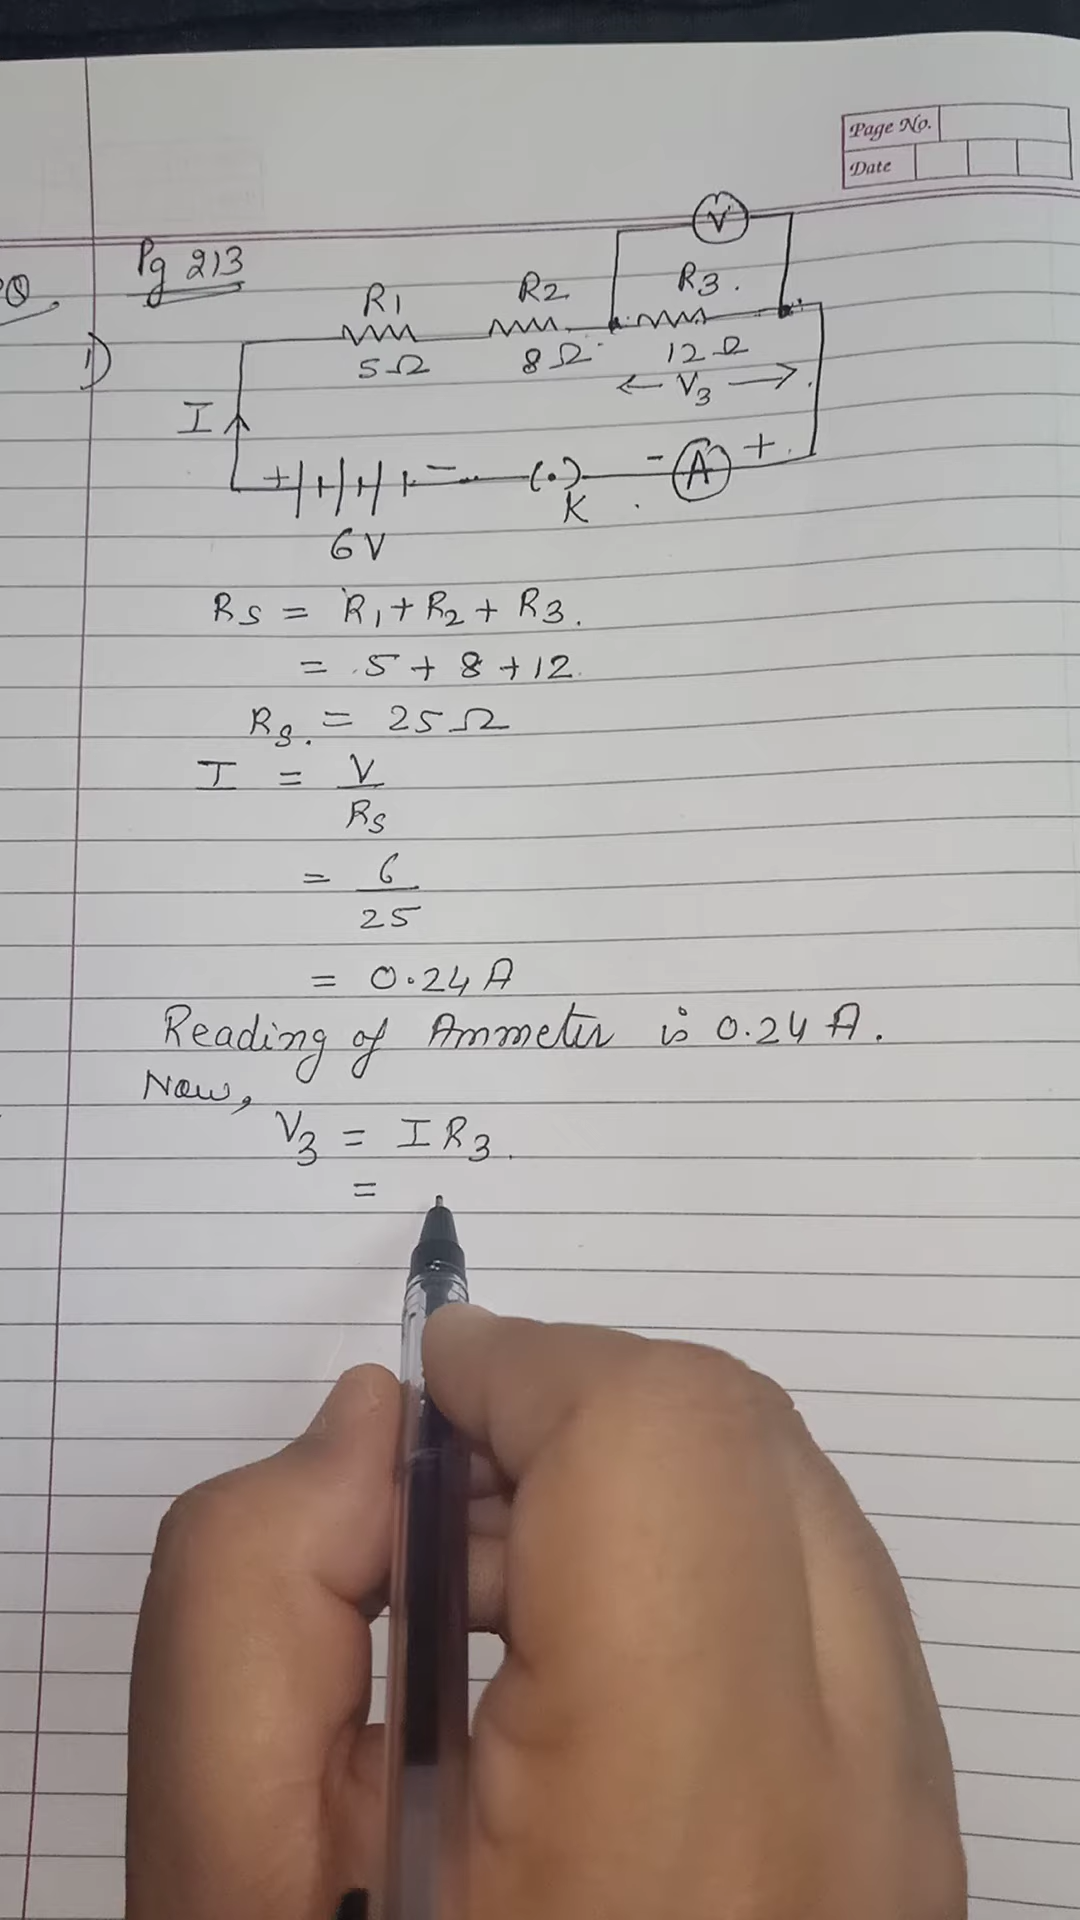 Page No.
Date
Pg 213
Q.
1)
V
R1 R2 R3.
5Ω 8Ω 12Ω
← V3 →
I
+ - (.) - A +
K
6V
Rs = R1 + R2 + R3.
= 5 + 8 + 12
Rs. = 25Ω
I = V
Rs
= 6
25
= 0.24 A
Reading of Ammeter is 0.24 A.
Now,
V3 = I R3.
=